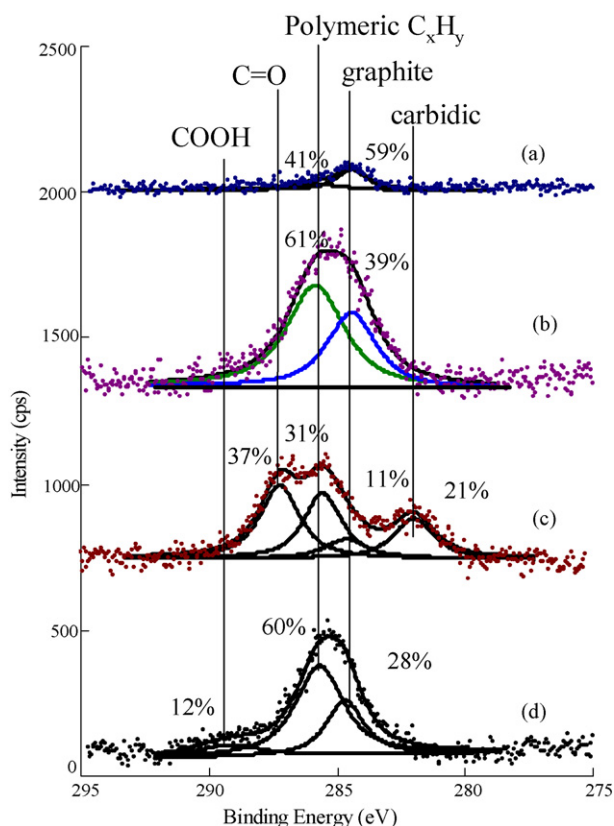 Polymeric CxHy
C=O
graphite
COOH
carbidic
2500
41%
59%
(a)
2000
61%
39%
(b)
1500
37%
31%
11%
21%
1000
(c)
500
60%
28%
12%
(d)
0
295
290
285
280
275
Intensity (cps)
Binding Energy (eV)